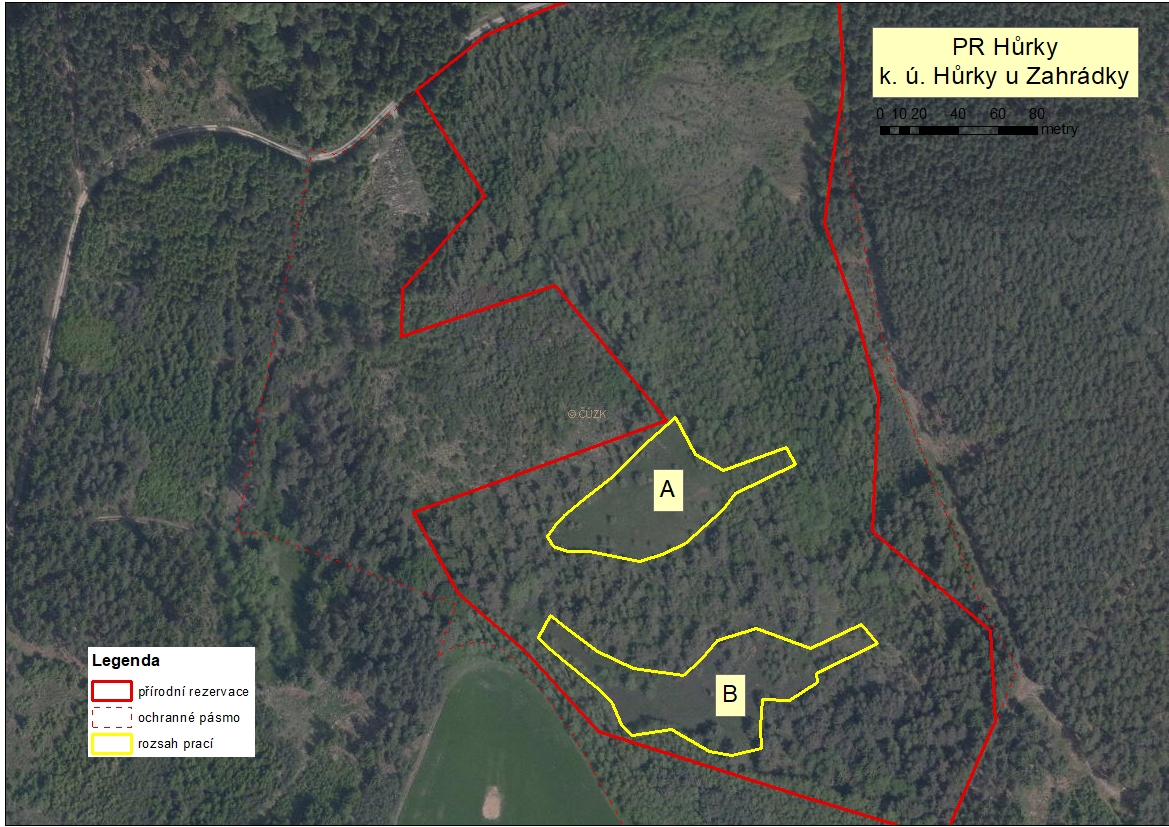 PR Hůrky
k. ú. Hůrky u Zahrádky
0 10 20 40 60 80
metry
© ČÚZK
A
B
Legenda
přírodní rezervace
ochranné pásmo
rozsah prací